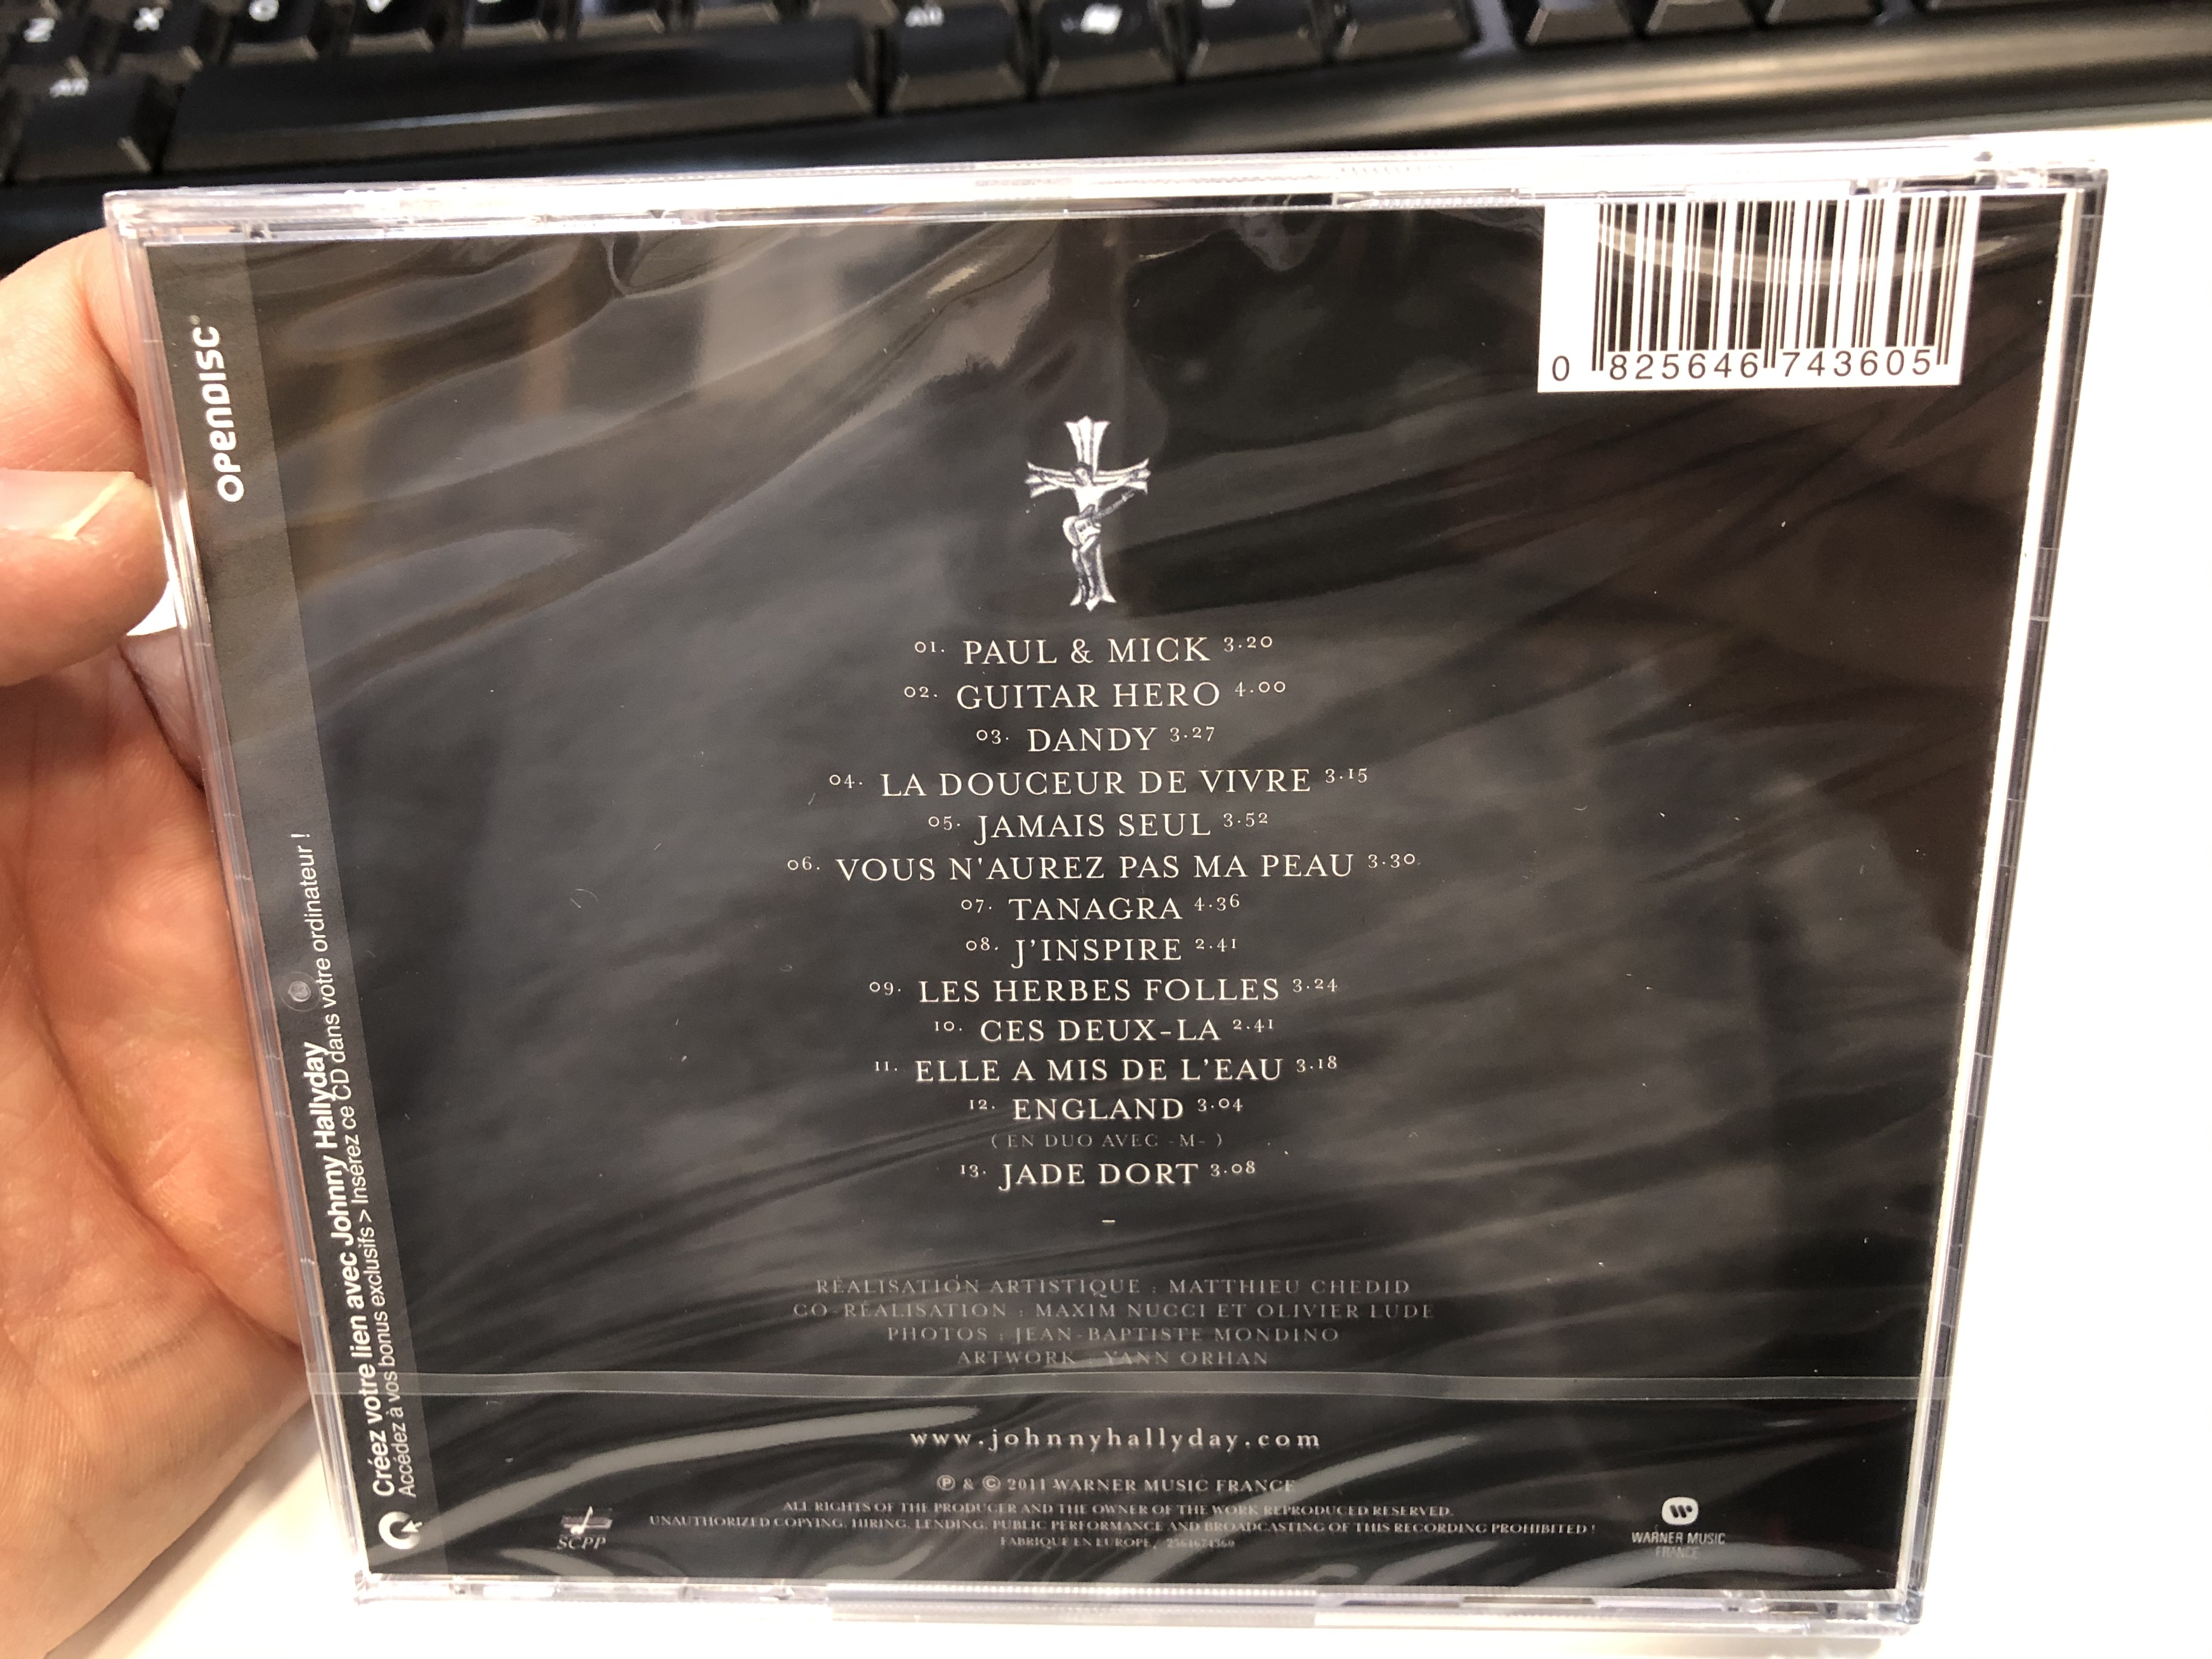 Z X C V
Alt
Alt
OPENDISC
0 825646 743605
01. PAUL & MICK 3.20
02. GUITAR HERO 4.00
03. DANDY 3.27
04. LA DOUCEUR DE VIVRE 3.15
05. JAMAIS SEUL 3.52
06. VOUS N'AUREZ PAS MA PEAU 3.30
07. TANAGRA 4.36
08. J'INSPIRE 2.41
09. LES HERBES FOLLES 3.24
10. CES DEUX-LA 2.41
11. ELLE A MIS DE L'EAU 3.18
12. ENGLAND 3.04
( EN DUO AVEC -M- )
13. JADE DORT 3.08
–
RÉALISATION ARTISTIQUE : MATTHIEU CHEDID
CO-RÉALISATION : MAXIM NUCCI ET OLIVIER LUDE
PHOTOS : JEAN-BAPTISTE MONDINO
ARTWORK : YANN ORHAN
www.johnnyhallyday.com
℗ & © 2011 WARNER MUSIC FRANCE
ALL RIGHTS OF THE PRODUCER AND THE OWNER OF THE WORK REPRODUCED RESERVED.
UNAUTHORIZED COPYING, HIRING, LENDING, PUBLIC PERFORMANCE AND BROADCASTING OF THIS RECORDING PROHIBITED !
FABRIQUE EN EUROPE,
SCPP
WARNER MUSIC
FRANCE
Créez votre lien avec Johnny Hallyday
Accédez à vos bonus exclusifs > Insérez ce CD dans votre ordinateur !